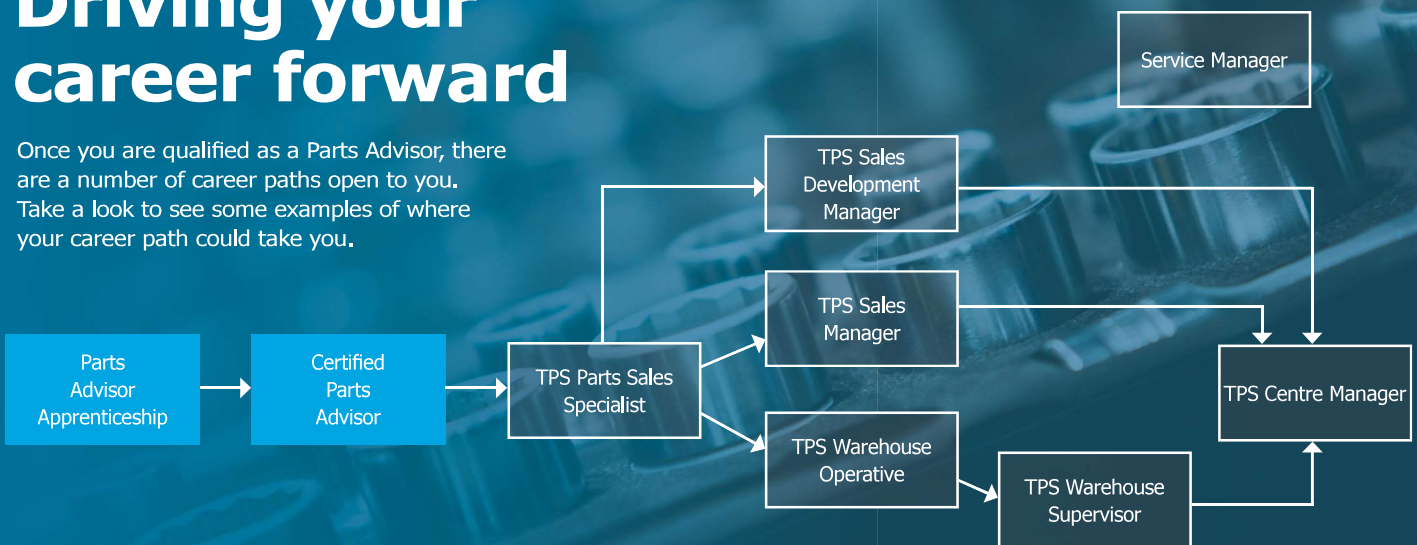 Driving your
career forward
Once you are qualified as a Parts Advisor, there
are a number of career paths open to you.
Take a look to see some examples of where
your career path could take you.
Service Manager
TPS Sales
Development
Manager
TPS Sales
Manager
Parts
Advisor
Apprenticeship
Certified
Parts
Advisor
TPS Parts Sales
Specialist
TPS Centre Manager
TPS Warehouse
Operative
TPS Warehouse
Supervisor